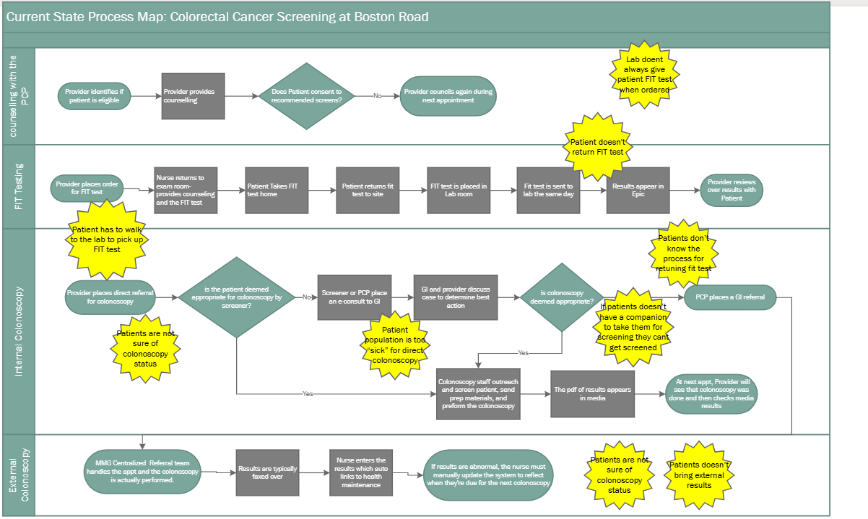 Current State Process Map: Colorectal Cancer Screening at Boston Road
counselling with the
PCP
Provider identifies if
patient is eligible
Provider provides
counselling
Does Patient consent to
recommended screens?
No
Provider councils again during
next appointment
Lab doent
always give
patient FIT test
when ordered
FIT Testing
Provider places order
for FIT test
Nurse returns to
exam room-
provides counseling
and the FIT test
Patient Takes FIT
test home
Patient returns fit
test to site
FIT test is placed in
Lab room
Fit test is sent to
lab the same day
Results appear in
Epic
Provider reviews
over results with
Patient
Patient doesn't
return FIT test
Patient has to walk
to the lab to pick up
FIT test
Internal Colonoscopy
Provider places direct referral
for colonoscopy
is the patient deemed
appropriate for colonoscopy by
screener?
No
Screener or PCP place
an e-consult to GI
GI and provider discuss
case to determine best
action
is colonoscopy
deemed appropriate?
PCP places a GI referral
Patients don't
know the
process for
retuning fit test
If patients doesn't
have a companion
to take them for
screening they cant
get screened
Patients are not
sure of
colonoscopy
status
Patient
population is too
"sick" for direct
colonoscopy
Yes
Yes
Colonoscopy staff outreach
and screen patient, send
prep materials, and
preform the colonoscopy
The pdf of results appears
in media
At next appt, Provider will
see that colonoscopy was
done and then checks media
results
External
Colonoscopy
MMG Centralized Referral team
handles the appt and the colonoscopy
is actually performed.
Results are typically
faxed over
Nurse enters the
results which auto
links to health
maintenance
If results are abnormal, the nurse must
manually update the system to reflect
when they're due for the next colonoscopy
Patients are not
sure of
colonoscopy
status
Patients doesn't
bring external
results